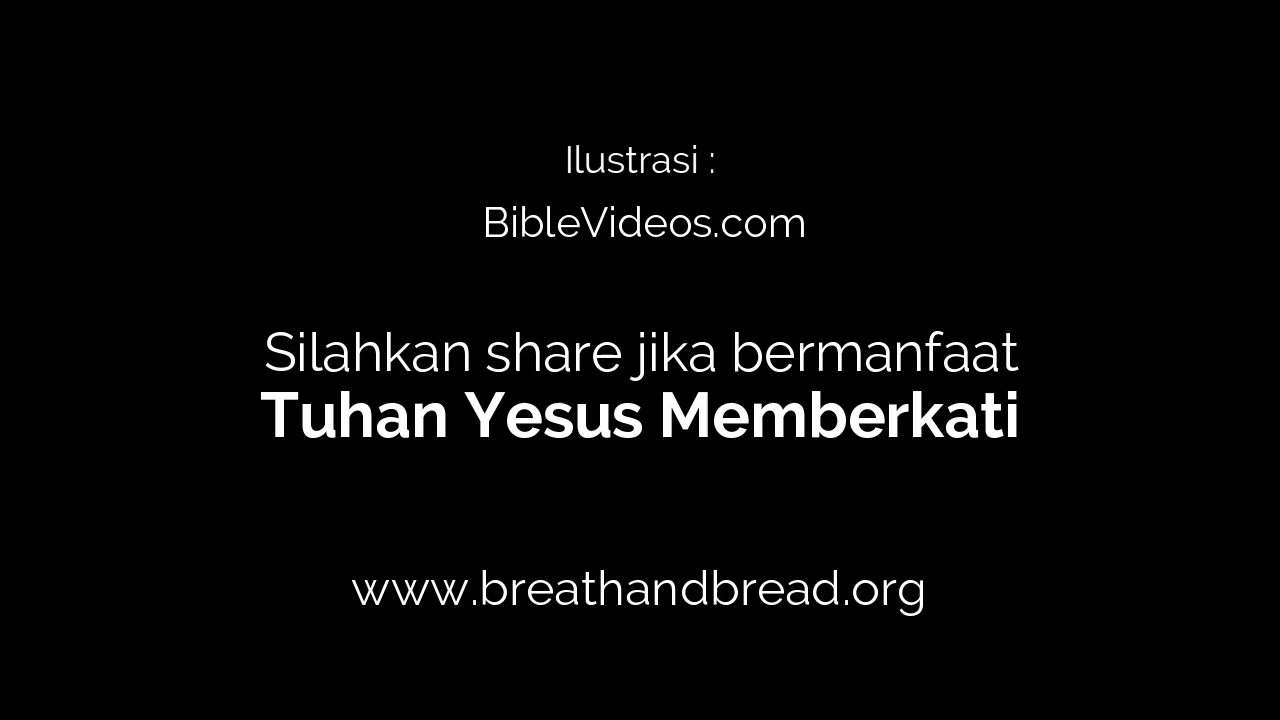 Ilustrasi :
BibleVideos.com
Silahkan share jika bermanfaat
Tuhan Yesus Memberkati
www.breathandbread.org